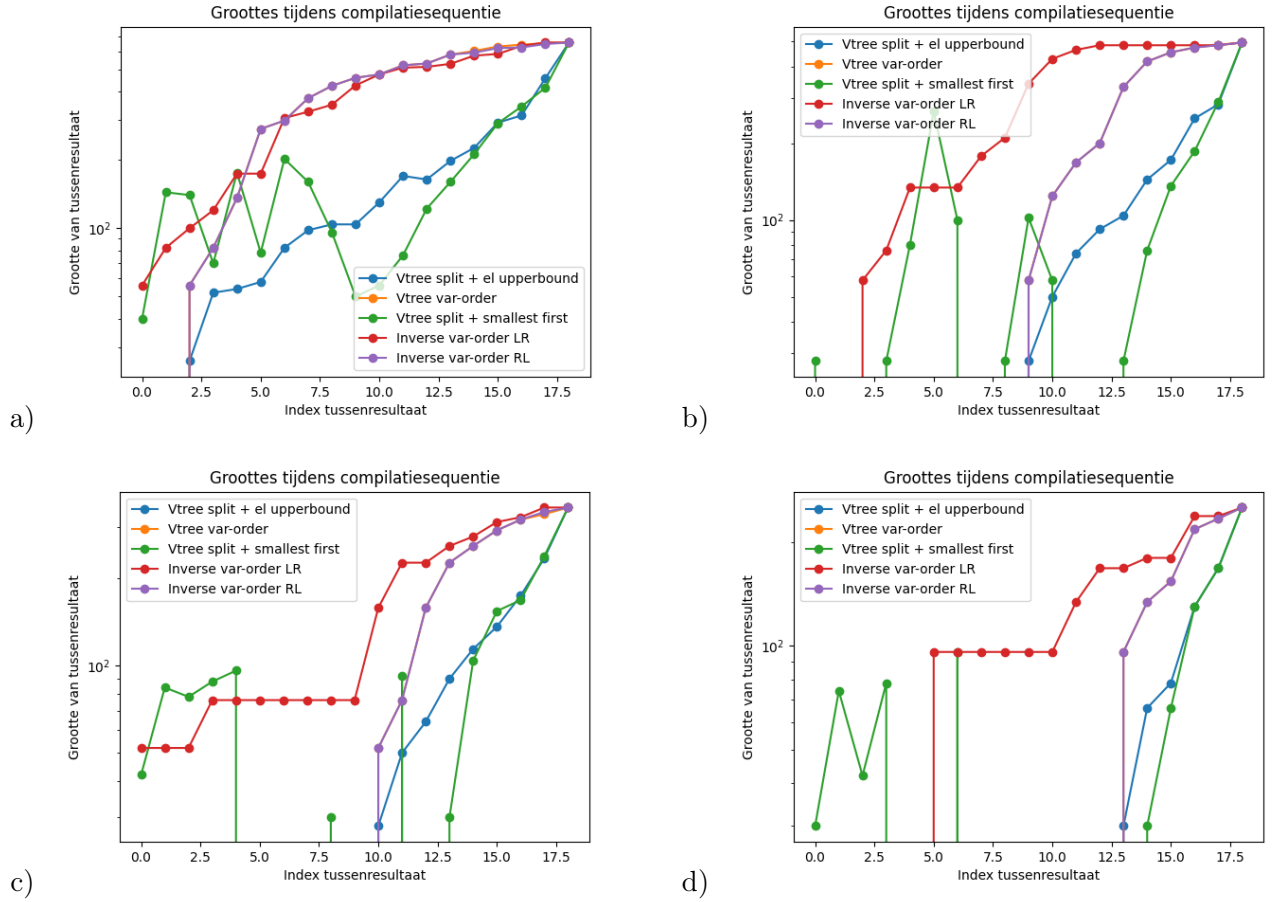 Groottes tijdens compilatiesequentie
Grootte van tussenresultaat
10²
Vtree split + el upperbound
Vtree var-order
Vtree split + smallest first
Inverse var-order LR
Inverse var-order RL
0.0 2.5 5.0 7.5 10.0 12.5 15.0 17.5
Index tussenresultaat
a)
Groottes tijdens compilatiesequentie
Grootte van tussenresultaat
10²
Vtree split + el upperbound
Vtree var-order
Vtree split + smallest first
Inverse var-order LR
Inverse var-order RL
0.0 2.5 5.0 7.5 10.0 12.5 15.0 17.5
Index tussenresultaat
b)
Groottes tijdens compilatiesequentie
Grootte van tussenresultaat
10²
Vtree split + el upperbound
Vtree var-order
Vtree split + smallest first
Inverse var-order LR
Inverse var-order RL
0.0 2.5 5.0 7.5 10.0 12.5 15.0 17.5
Index tussenresultaat
c)
Groottes tijdens compilatiesequentie
Grootte van tussenresultaat
10²
Vtree split + el upperbound
Vtree var-order
Vtree split + smallest first
Inverse var-order LR
Inverse var-order RL
0.0 2.5 5.0 7.5 10.0 12.5 15.0 17.5
Index tussenresultaat
d)